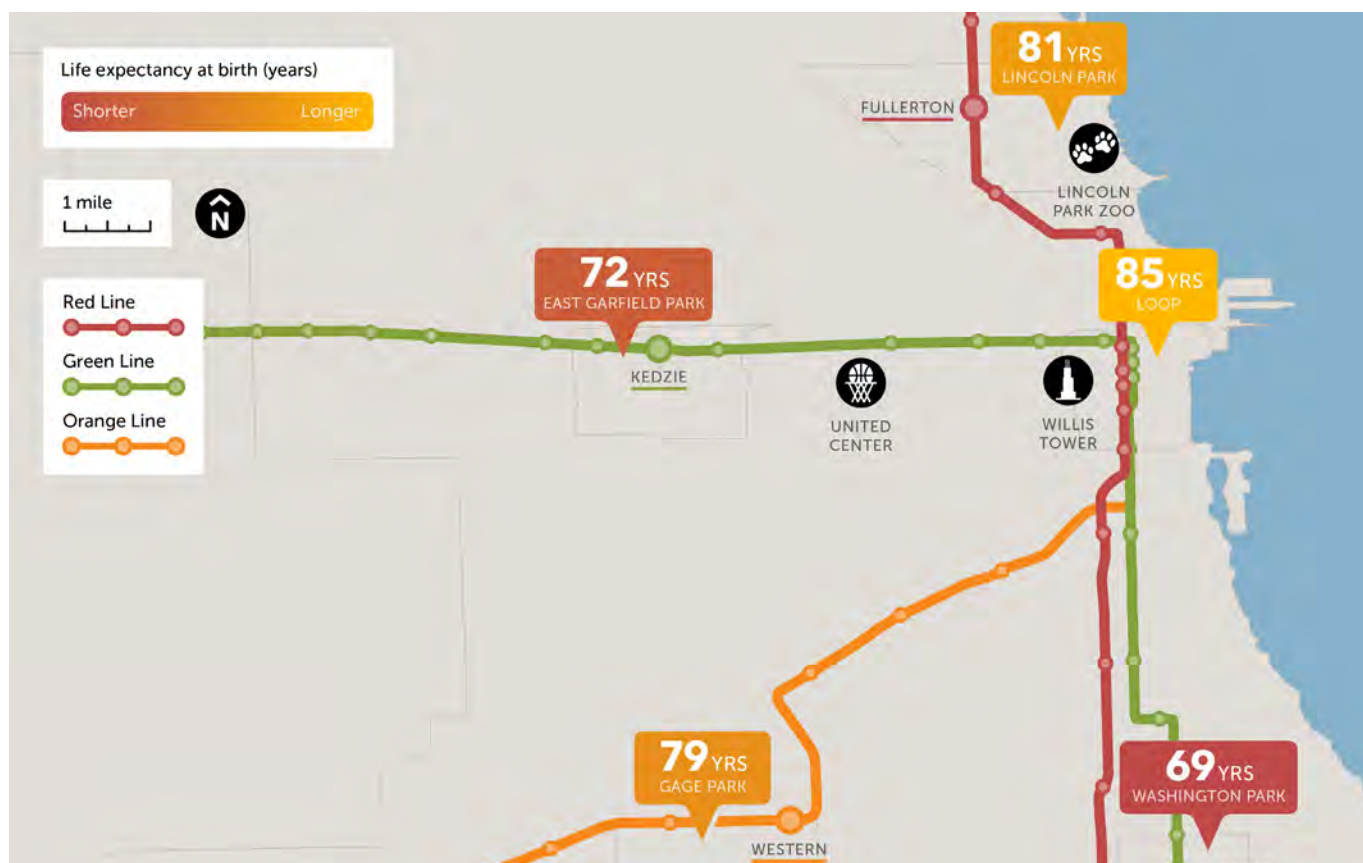 Life expectancy at birth (years)
Shorter Longer
1 mile
N
Red Line
Green Line
Orange Line
81 YRS
LINCOLN PARK
FULLERTON
LINCOLN
PARK ZOO
72 YRS
EAST GARFIELD PARK
85 YRS
LOOP
KEDZIE
UNITED
CENTER
WILLIS
TOWER
79 YRS
GAGE PARK
69 YRS
WASHINGTON PARK
WESTERN